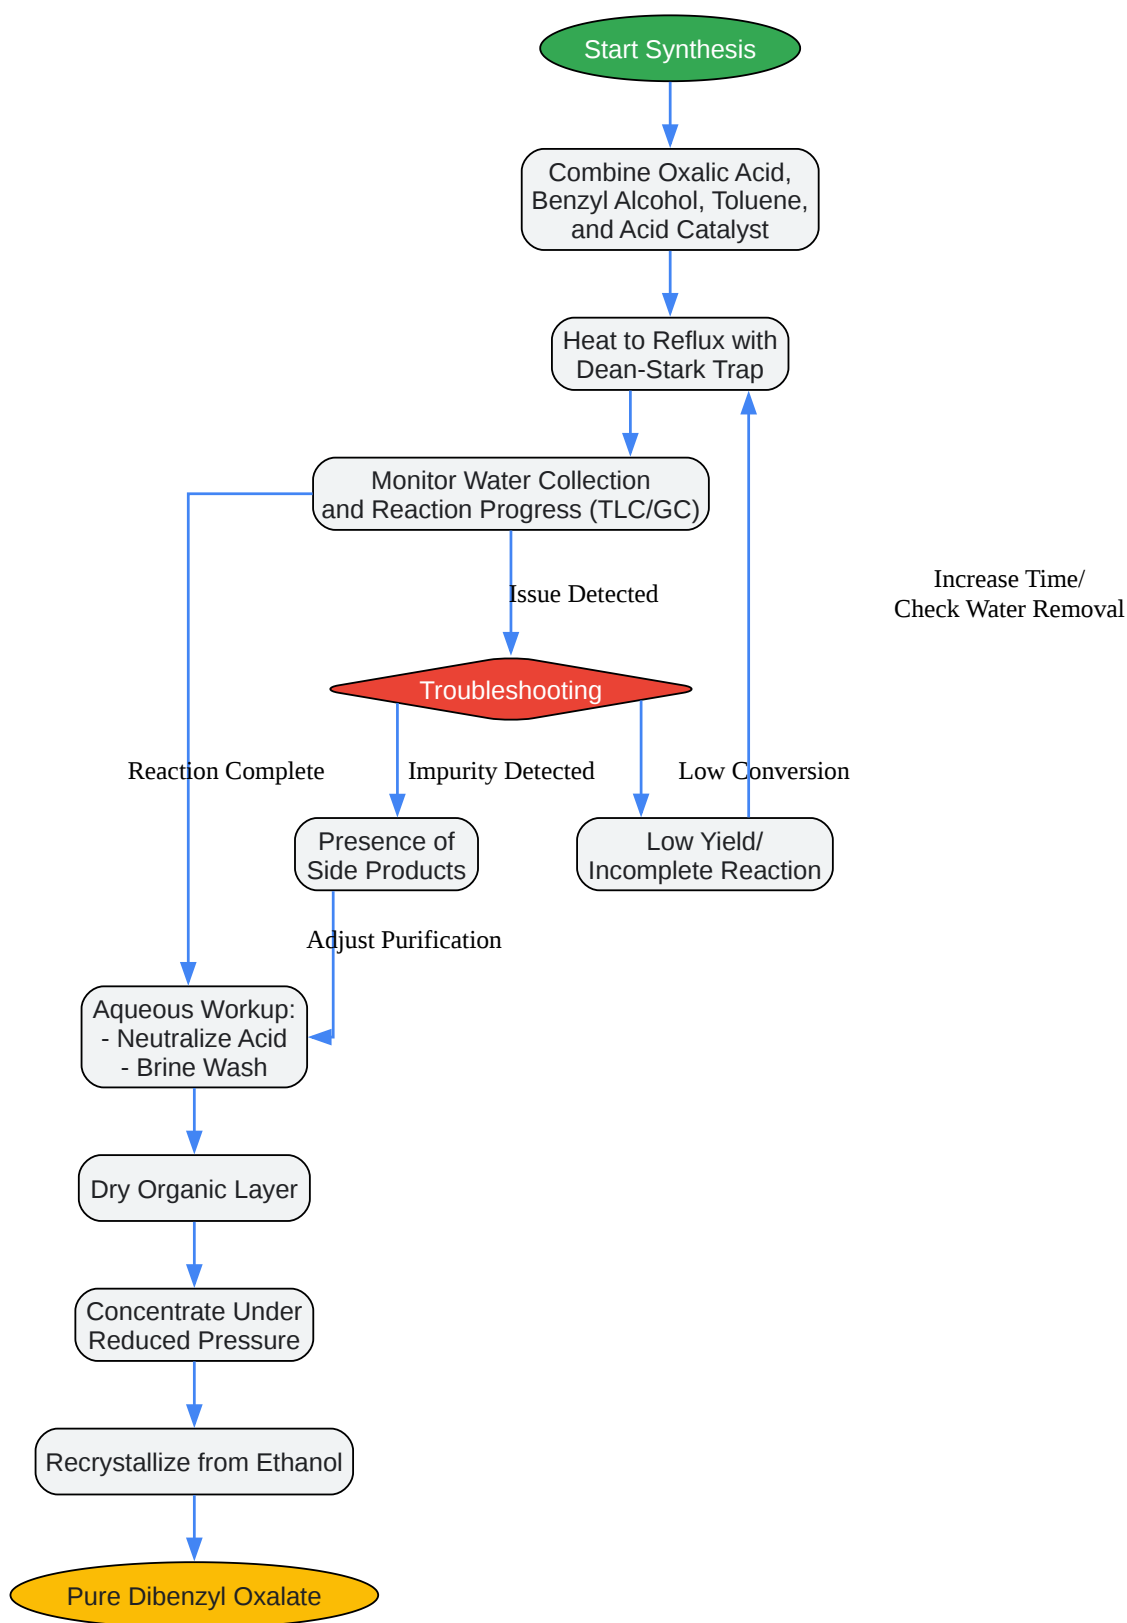 Start Synthesis
Combine Oxalic Acid,
Benzyl Alcohol, Toluene,
and Acid Catalyst
Heat to Reflux with
Dean-Stark Trap
Monitor Water Collection
and Reaction Progress (TLC/GC)
Issue Detected
Increase Time/
Check Water Removal
Troubleshooting
Reaction Complete
Impurity Detected
Low Conversion
Presence of
Side Products
Low Yield/
Incomplete Reaction
Adjust Purification
Aqueous Workup:
- Neutralize Acid
- Brine Wash
Dry Organic Layer
Concentrate Under
Reduced Pressure
Recrystallize from Ethanol
Pure Dibenzyl Oxalate